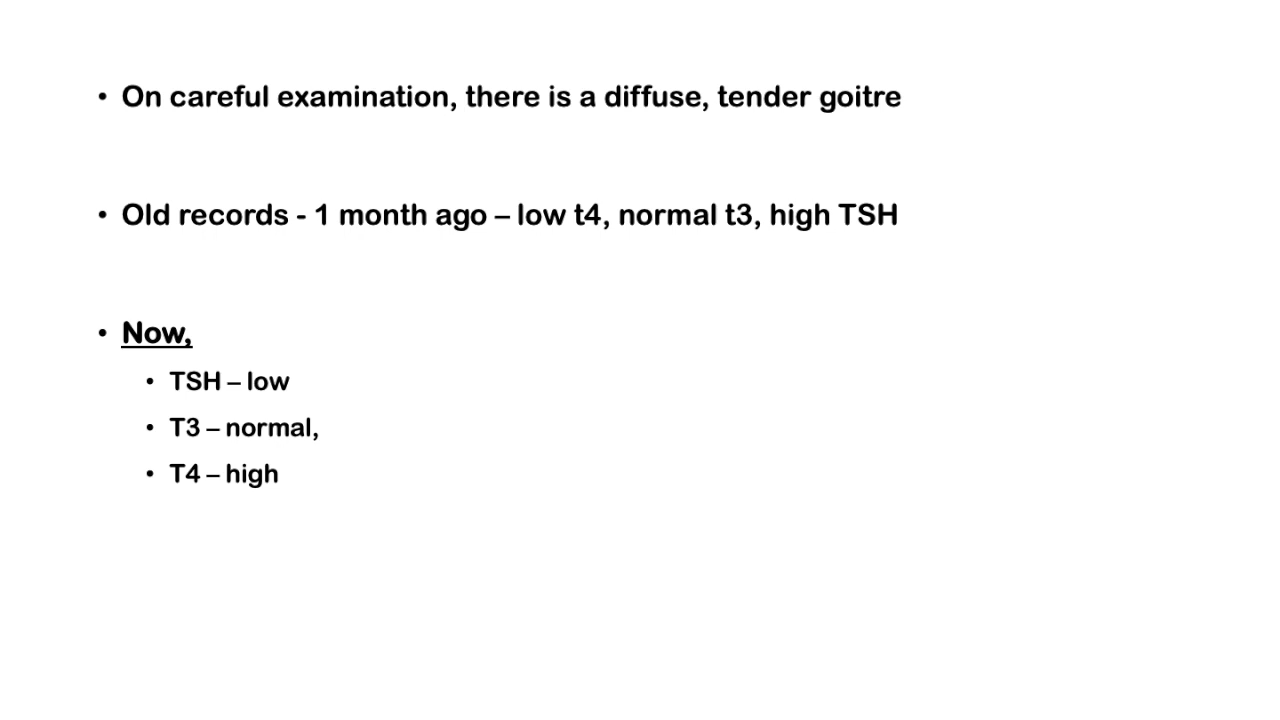 • On careful examination, there is a diffuse, tender goitre
• Old records - 1 month ago – low t4, normal t3, high TSH
• Now,
• TSH – low
• T3 – normal,
• T4 – high